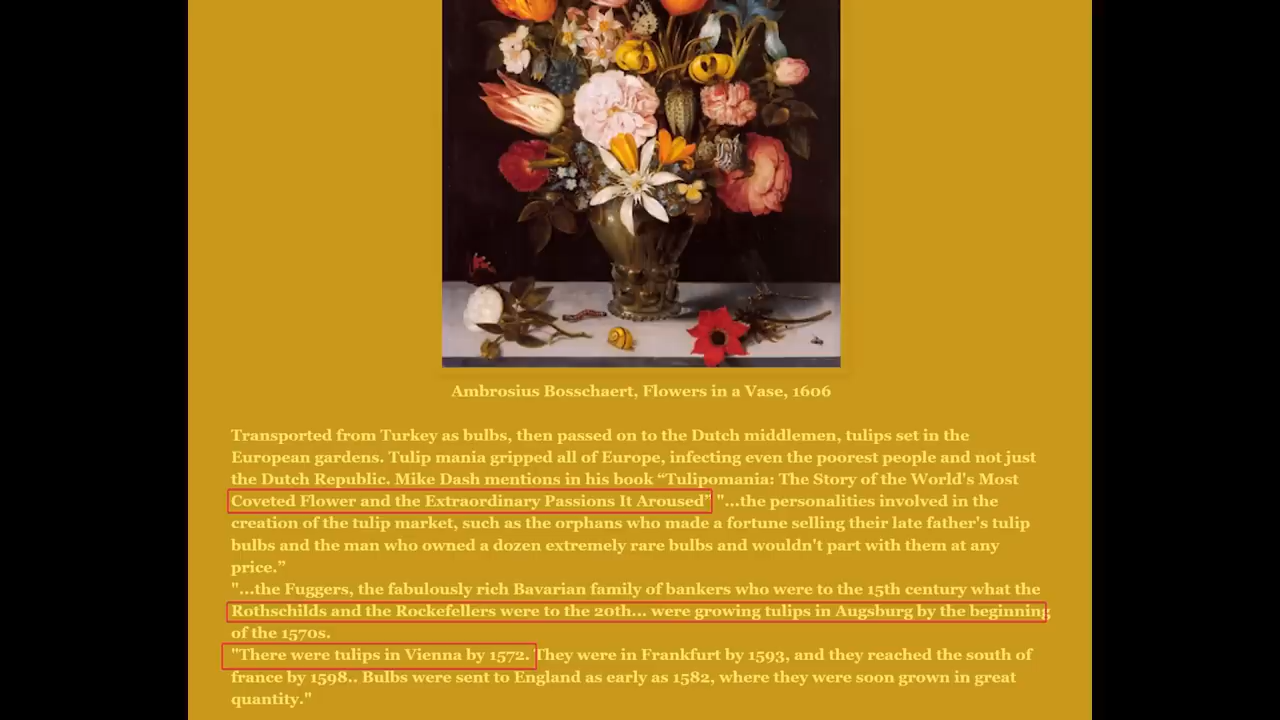 Ambrosius Bosschaert, Flowers in a Vase, 1606
Transported from Turkey as bulbs, then passed on to the Dutch middlemen, tulips set in the
European gardens. Tulip mania gripped all of Europe, infecting even the poorest people and not just
the Dutch Republic. Mike Dash mentions in his book “Tulipomania: The Story of the World's Most
Coveted Flower and the Extraordinary Passions It Aroused” "...the personalities involved in the
creation of the tulip market, such as the orphans who made a fortune selling their late father's tulip
bulbs and the man who owned a dozen extremely rare bulbs and wouldn't part with them at any
price.”
"...the Fuggers, the fabulously rich Bavarian family of bankers who were to the 15th century what the
Rothschilds and the Rockefellers were to the 20th... were growing tulips in Augsburg by the beginning
of the 1570s.
"There were tulips in Vienna by 1572. They were in Frankfurt by 1593, and they reached the south of
france by 1598.. Bulbs were sent to England as early as 1582, where they were soon grown in great
quantity."